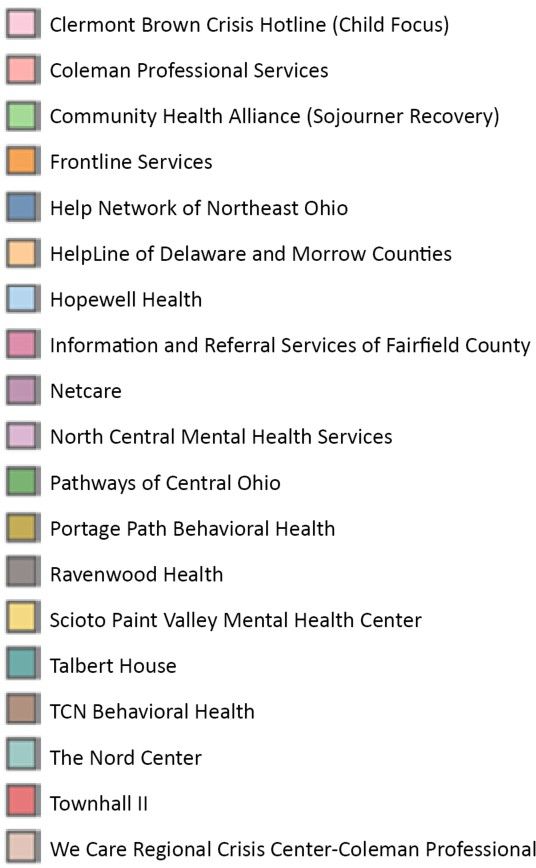 Clermont Brown Crisis Hotline (Child Focus)
Coleman Professional Services
Community Health Alliance (Sojourner Recovery)
Frontline Services
Help Network of Northeast Ohio
HelpLine of Delaware and Morrow Counties
Hopewell Health
Information and Referral Services of Fairfield County
Netcare
North Central Mental Health Services
Pathways of Central Ohio
Portage Path Behavioral Health
Ravenwood Health
Scioto Paint Valley Mental Health Center
Talbert House
TCN Behavioral Health
The Nord Center
Townhall II
We Care Regional Crisis Center-Coleman Professional